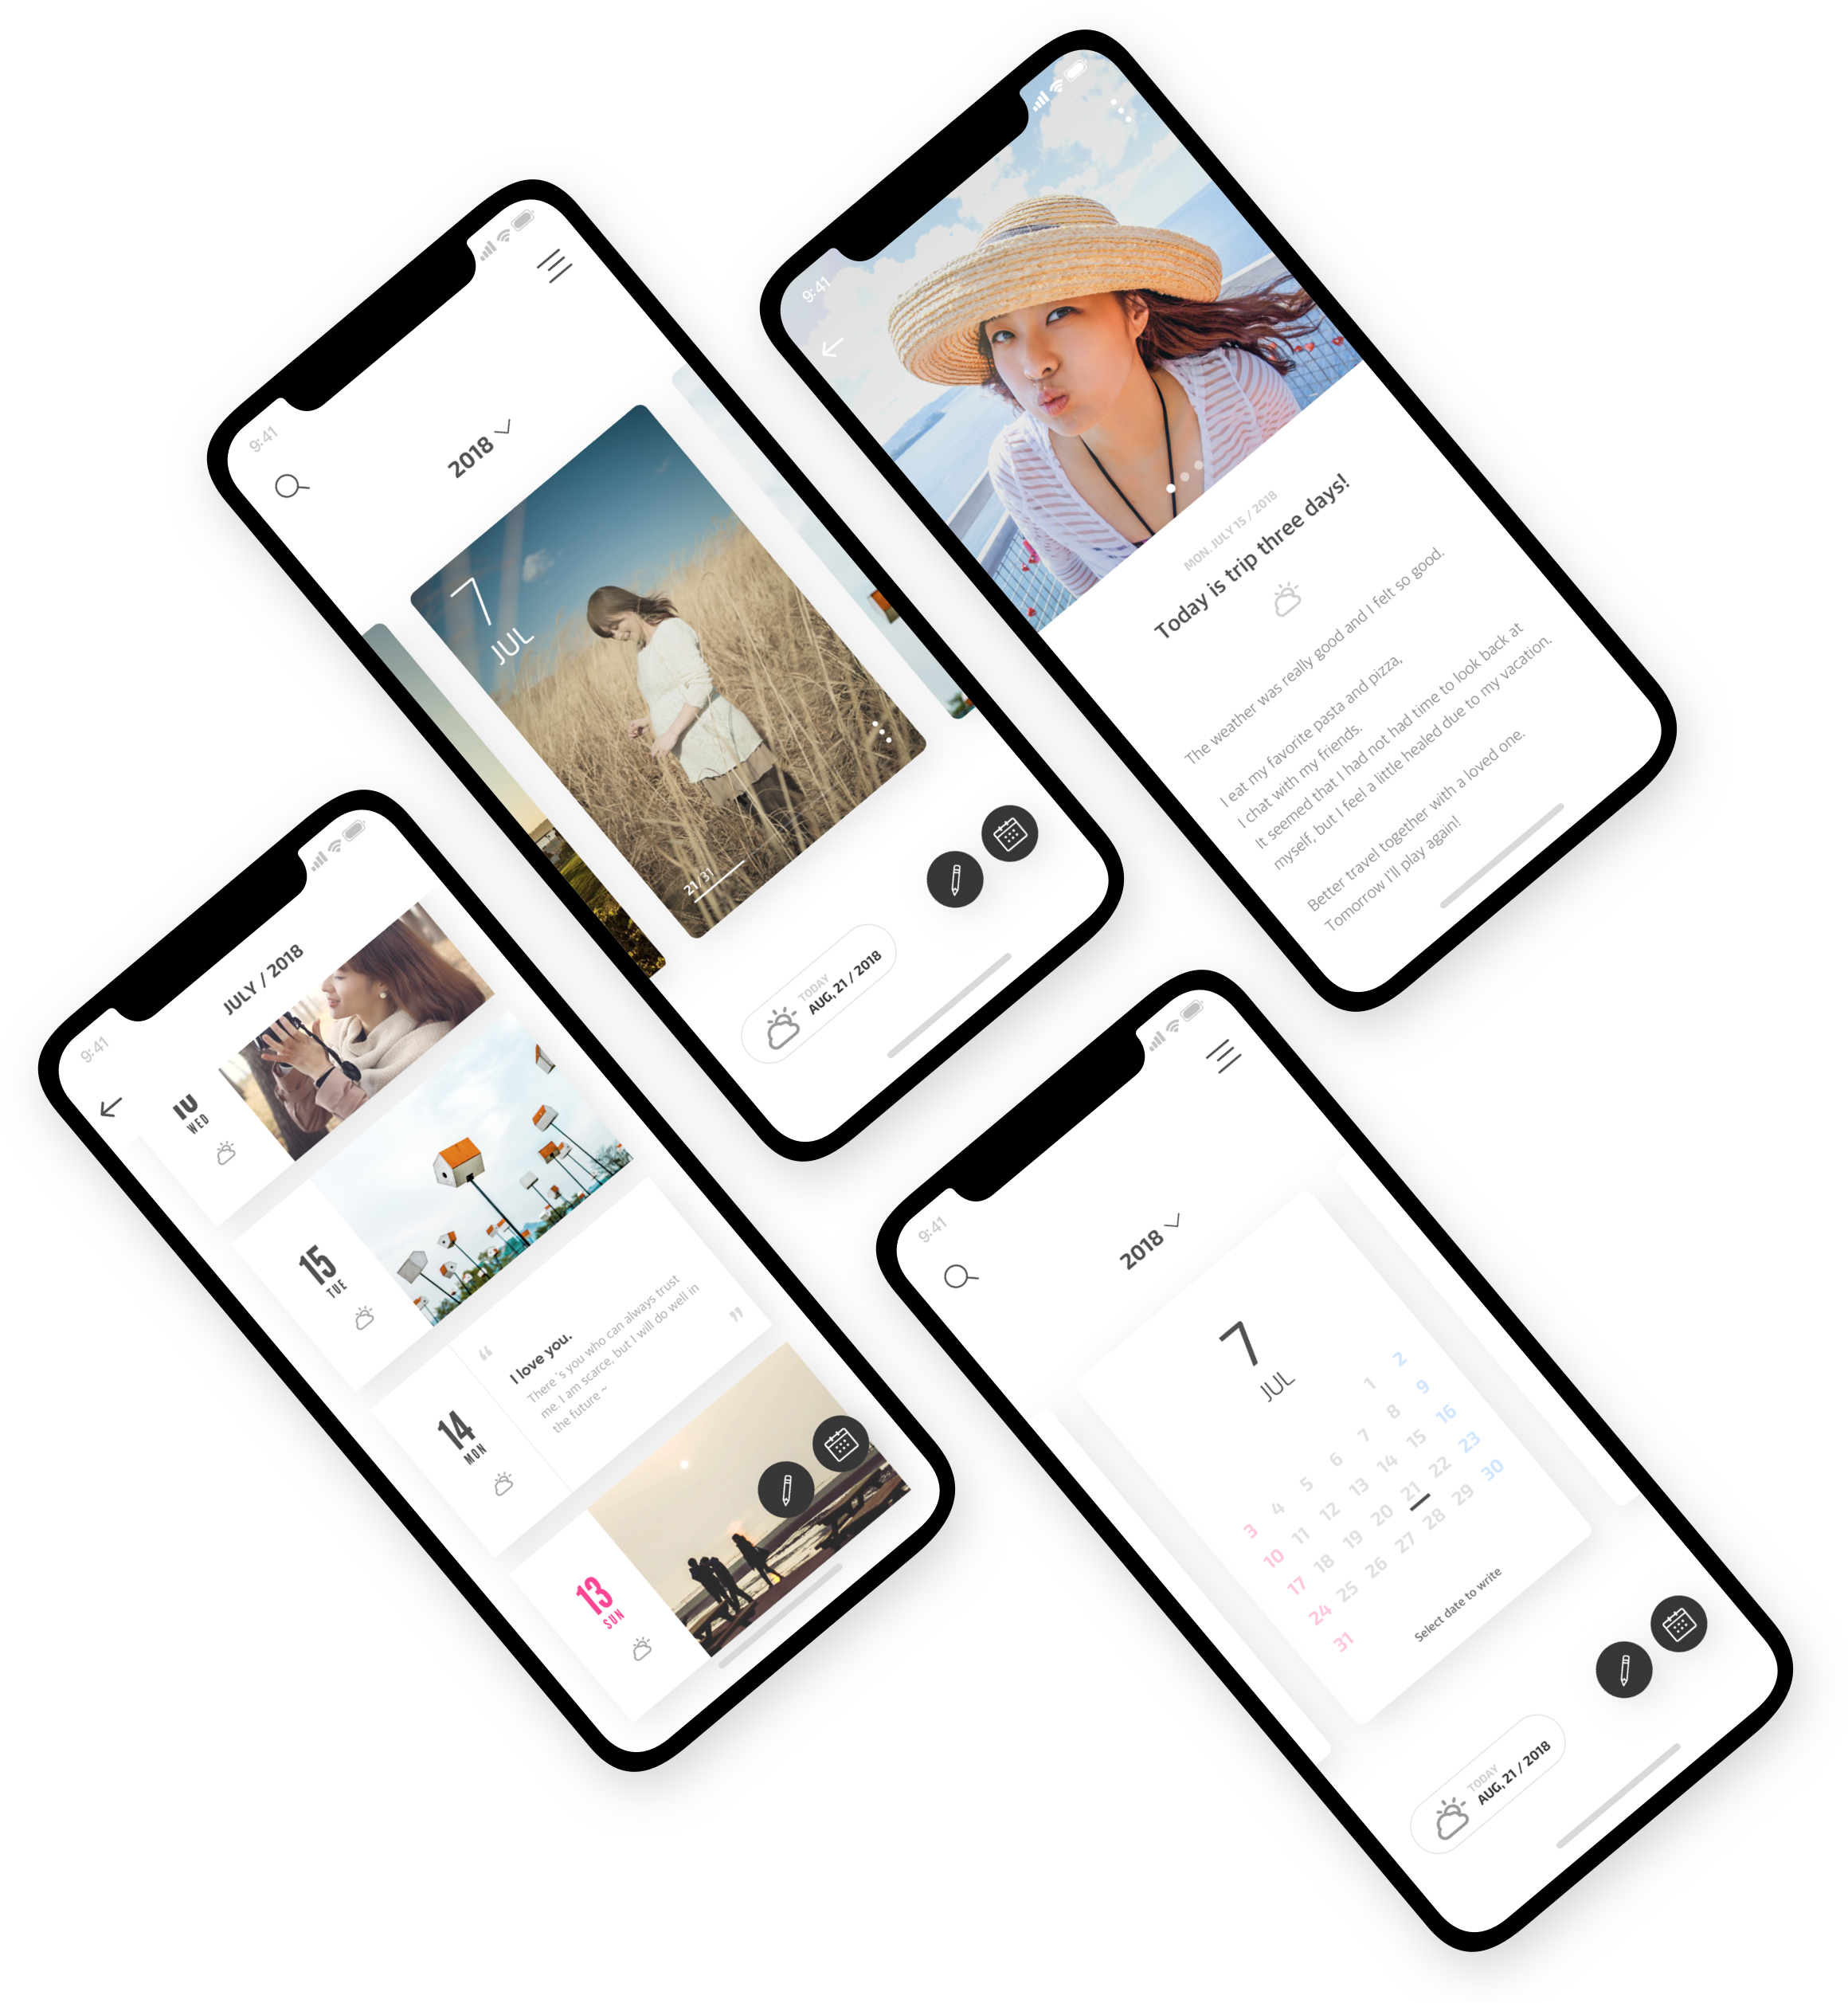 9:41
2018
7
JUL
21/31
TODAY
AUG, 21 / 2018
9:41
MON. JULY 15 / 2018
Today is trip three days!
The weather was really good and I felt so good.
I eat my favorite pasta and pizza,
I chat with my friends.
It seemed that I had not had time to look back at
myself, but I feel a little healed due to my vacation.
Better travel together with a loved one.
Tomorrow I'll play again!
9:41
JULY / 2018
WED
15
TUE
14
MON
“
I love you.
There 's you who can always trust
me. I am scarce, but I will do well in
the future ~
”
13
SUN
9:41
2018
7
JUL
1 2
3 4 5 6 7 8 9
10 11 12 13 14 15 16
17 18 19 20 21 22 23
24 25 26 27 28 29 30
31
Select date to write
TODAY
AUG, 21 / 2018